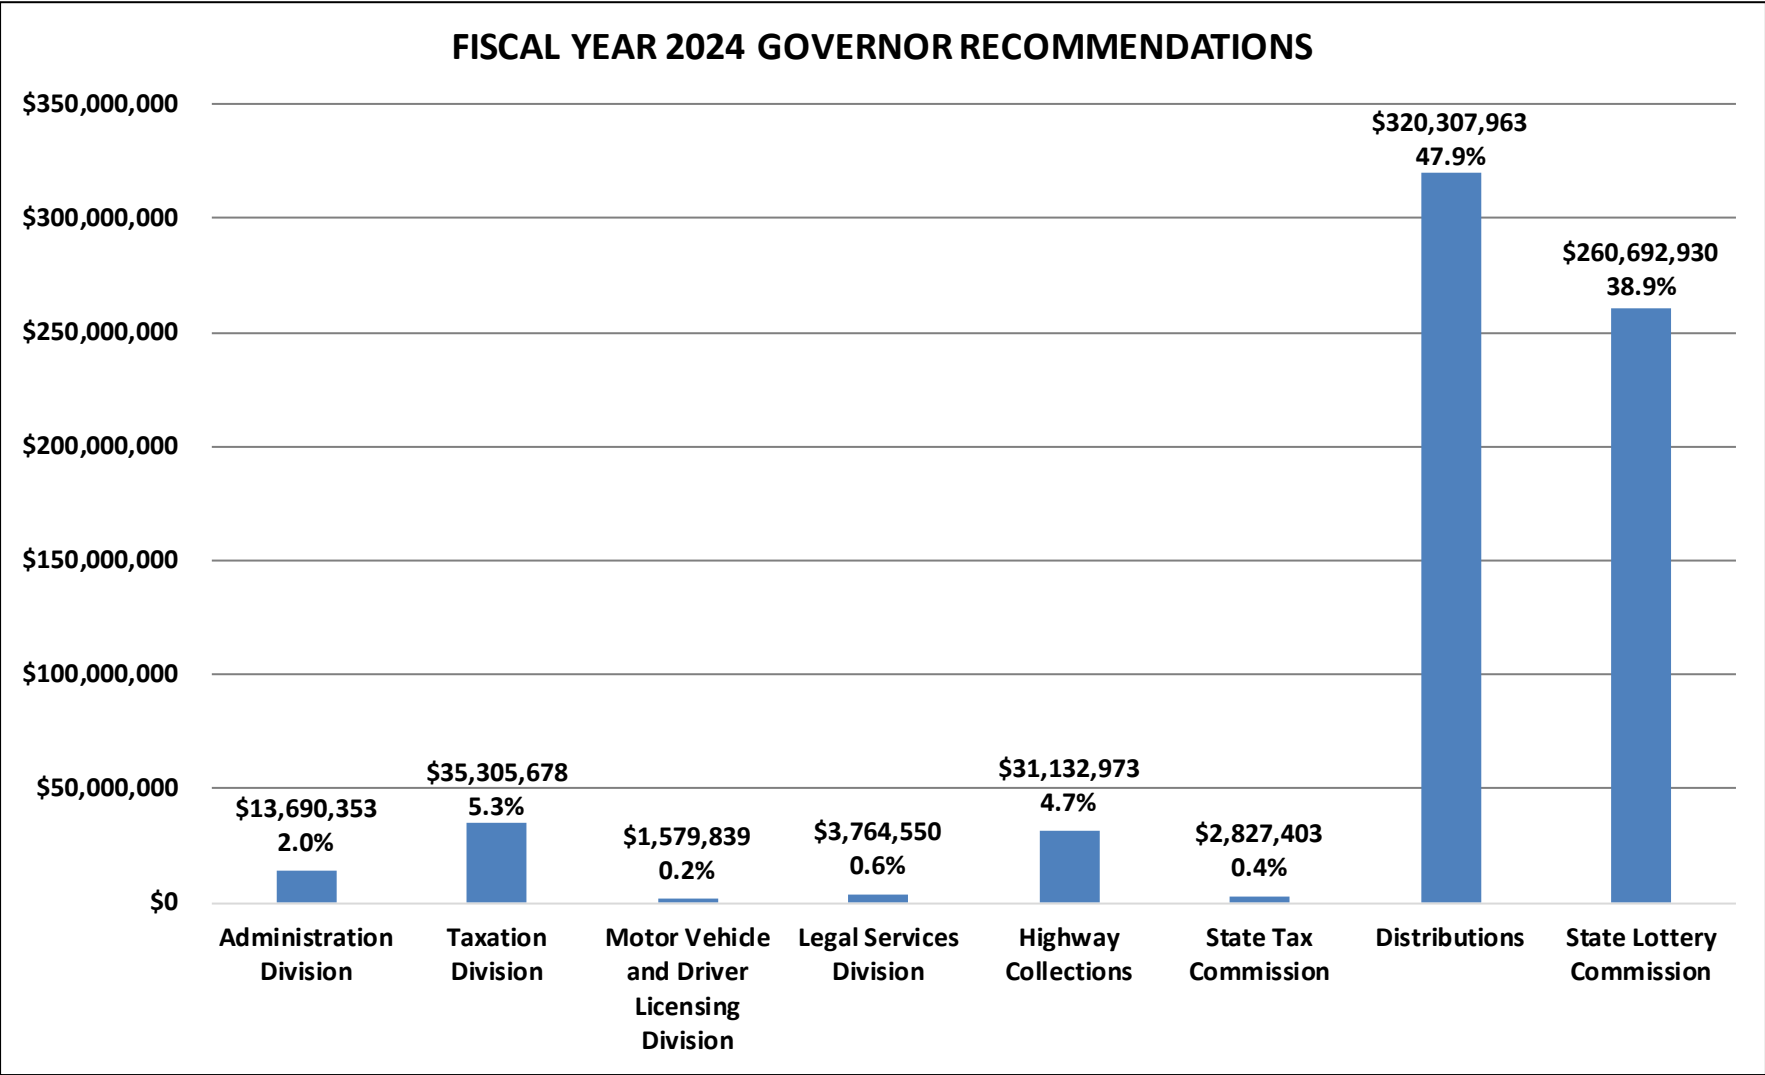 FISCAL YEAR 2024 GOVERNOR RECOMMENDATIONS
$350,000,000
$300,000,000
$250,000,000
$200,000,000
$150,000,000
$100,000,000
$50,000,000
$0
$13,690,353
2.0%
$35,305,678
5.3%
$1,579,839
0.2%
$3,764,550
0.6%
$31,132,973
4.7%
$2,827,403
0.4%
$320,307,963
47.9%
$260,692,930
38.9%
Administration
Division
Taxation
Division
Motor Vehicle
and Driver
Licensing
Division
Legal Services
Division
Highway
Collections
State Tax
Commission
Distributions
State Lottery
Commission